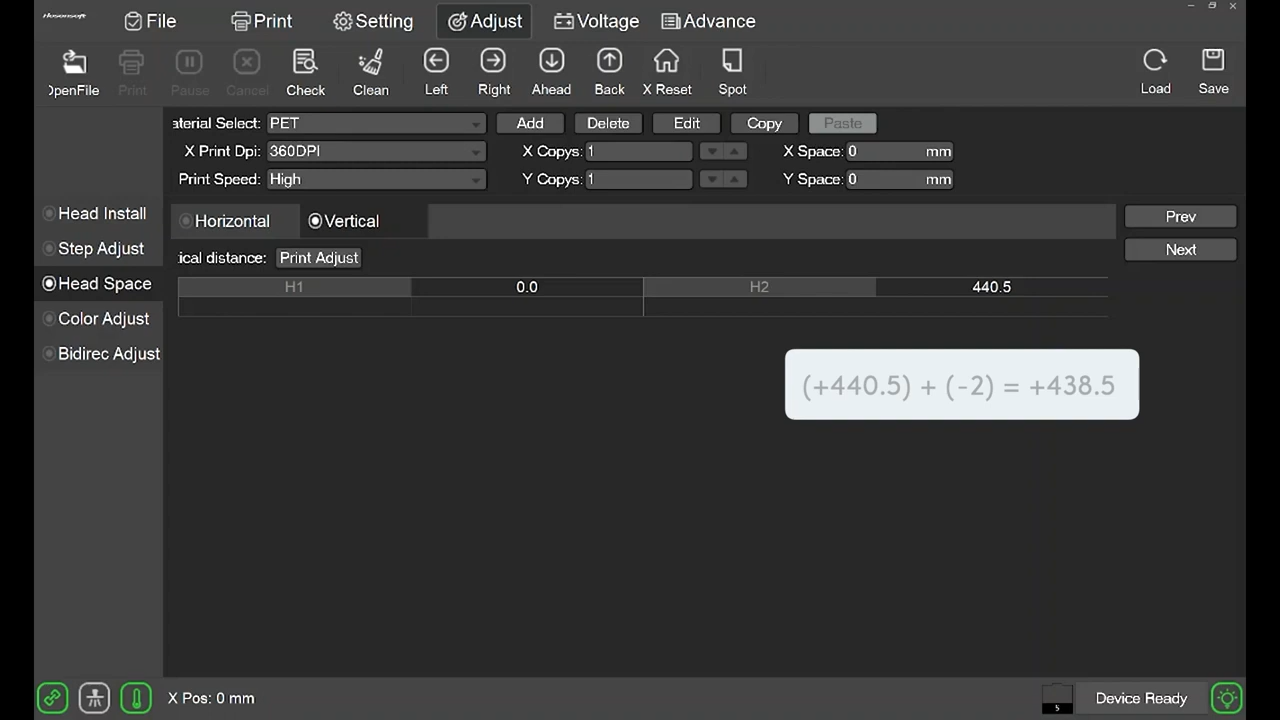 Hosonsoft
File Print Setting Adjust Voltage Advance
OpenFile Print Pause Cancel Check Clean Left Right Ahead Back X Reset Spot Load Save
aterial Select: PET Add Delete Edit Copy Paste
X Print Dpi: 360DPI X Copys: 1 X Space: 0 mm
Print Speed: High Y Copys: 1 Y Space: 0 mm
Head Install
Step Adjust
Head Space
Color Adjust
Bidirec Adjust
Horizontal Vertical
Prev
Next
ical distance: Print Adjust
H1 0.0 H2 440.5
(+440.5) + (-2) = +438.5
X Pos: 0 mm
5
Device Ready